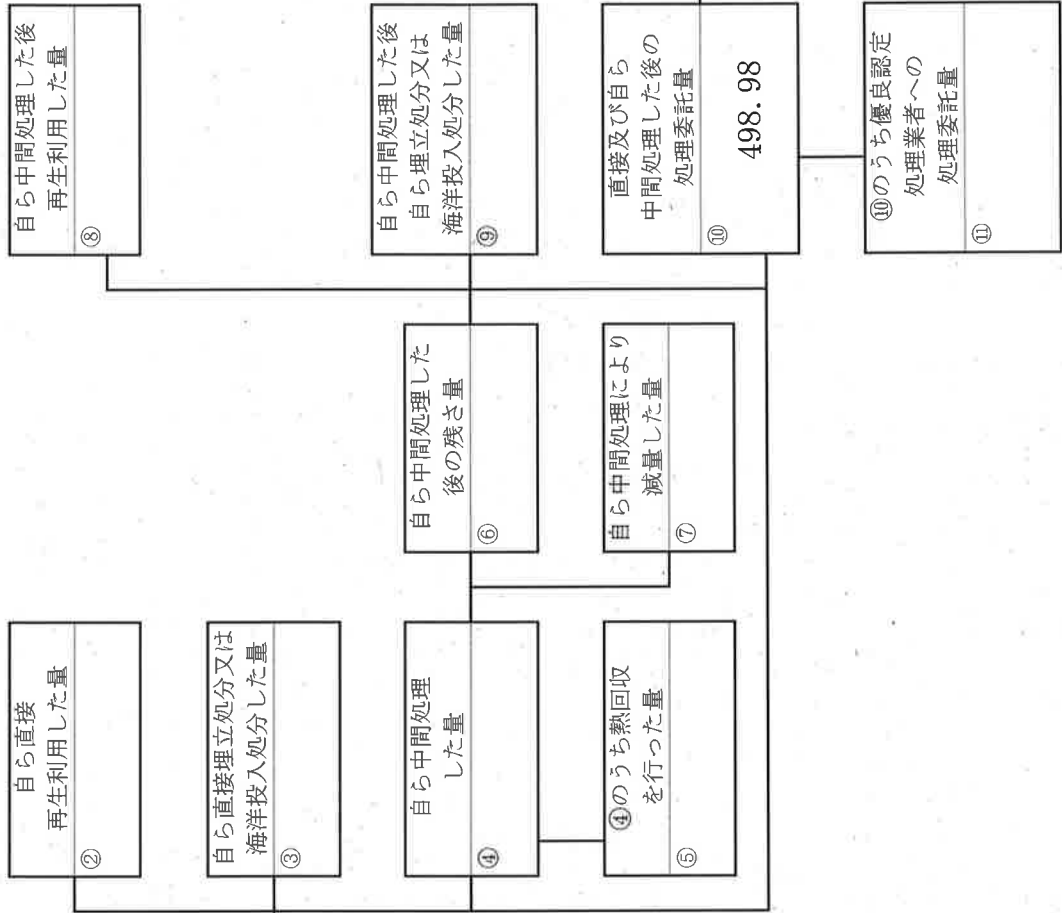 自ら直接
再生利用した量
②
自ら直接埋立処分又は
海洋投入処分した量
③
自ら中間処理
した量
④
④のうち熱回収
を行った量
⑤
自ら中間処理した
後の残さ量
⑥
自ら中間処理により
減量した量
⑦
自ら中間処理した後
再生利用した量
⑧
自ら中間処理した後
自ら埋立処分又は
海洋投入処分した量
⑨
直接及び自ら
中間処理した後の
処理委託量
⑩
498.98
⑩のうち優良認定
処理業者への
処理委託量
⑪